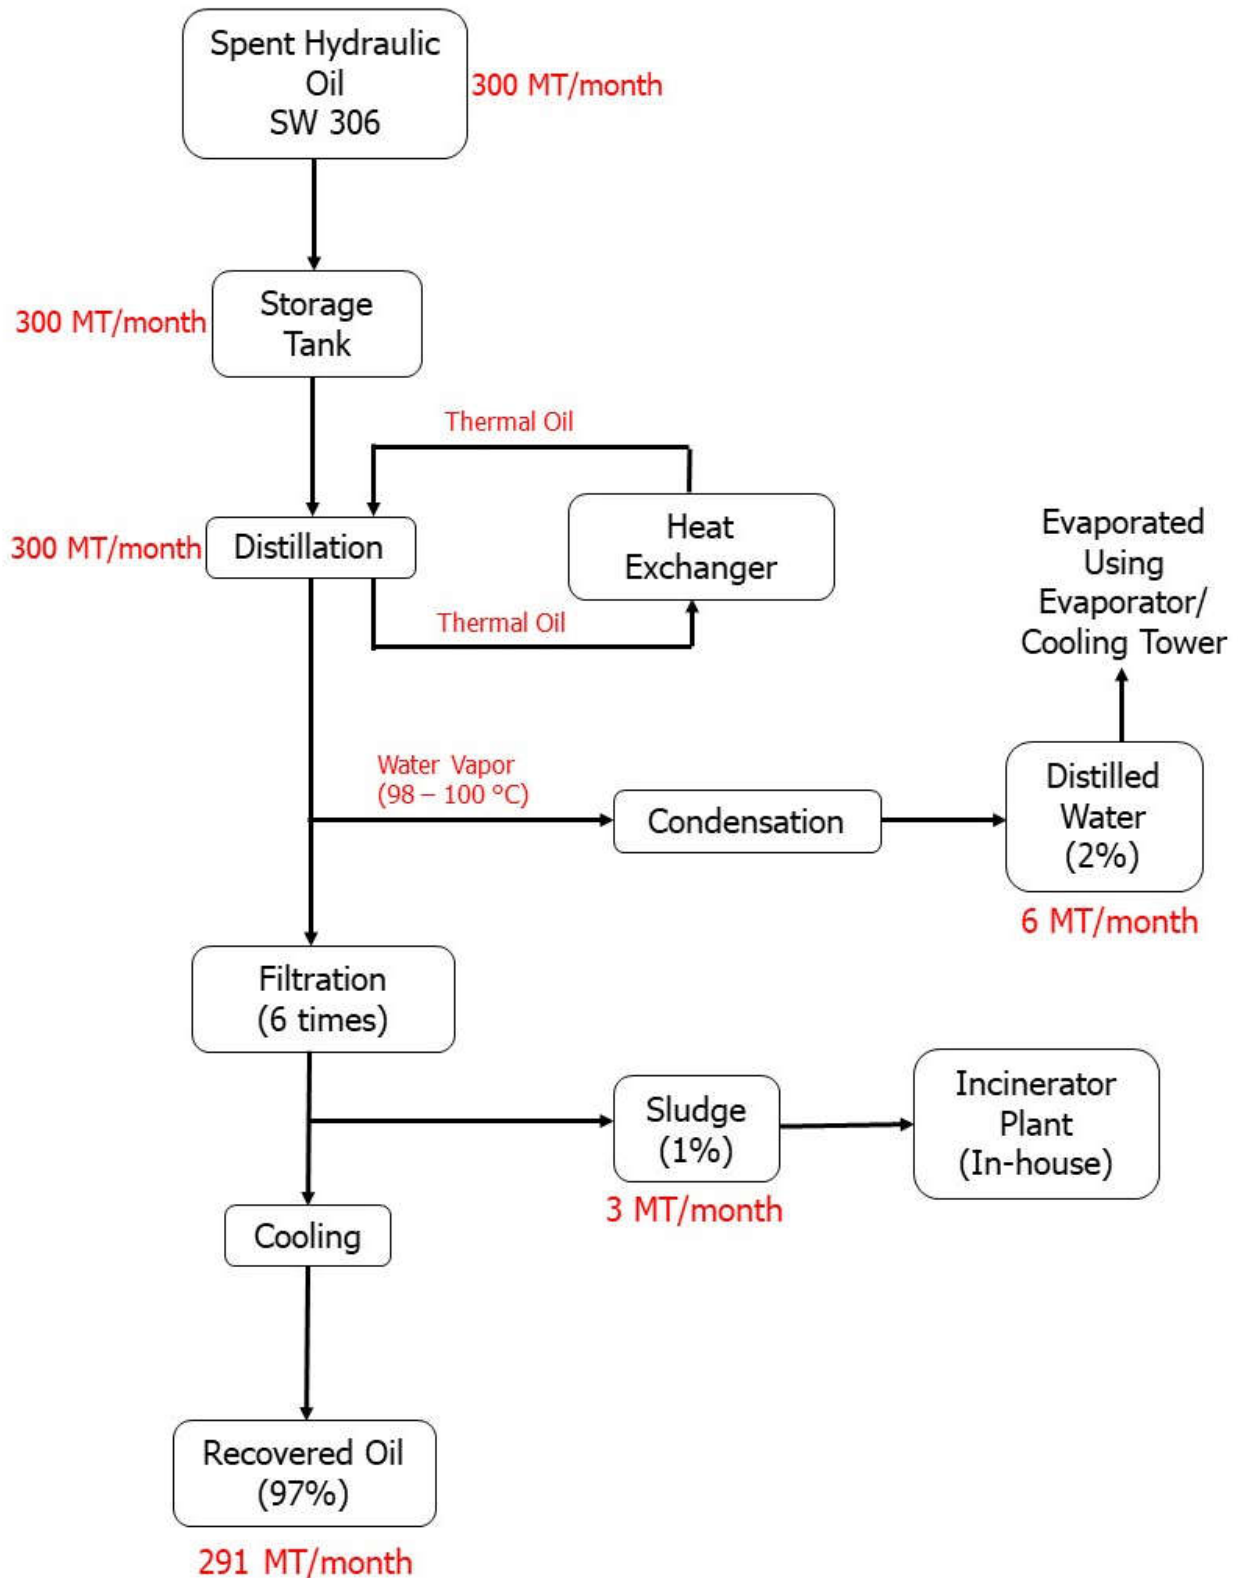 Spent Hydraulic
Oil
SW 306
300 MT/month
300 MT/month
Storage
Tank
Thermal Oil
300 MT/month
Distillation
Heat
Exchanger
Thermal Oil
Evaporated
Using
Evaporator/
Cooling Tower
Water Vapor
(98 – 100 °C)
Condensation
Distilled
Water
(2%)
6 MT/month
Filtration
(6 times)
Sludge
(1%)
3 MT/month
Incinerator
Plant
(In-house)
Cooling
Recovered Oil
(97%)
291 MT/month